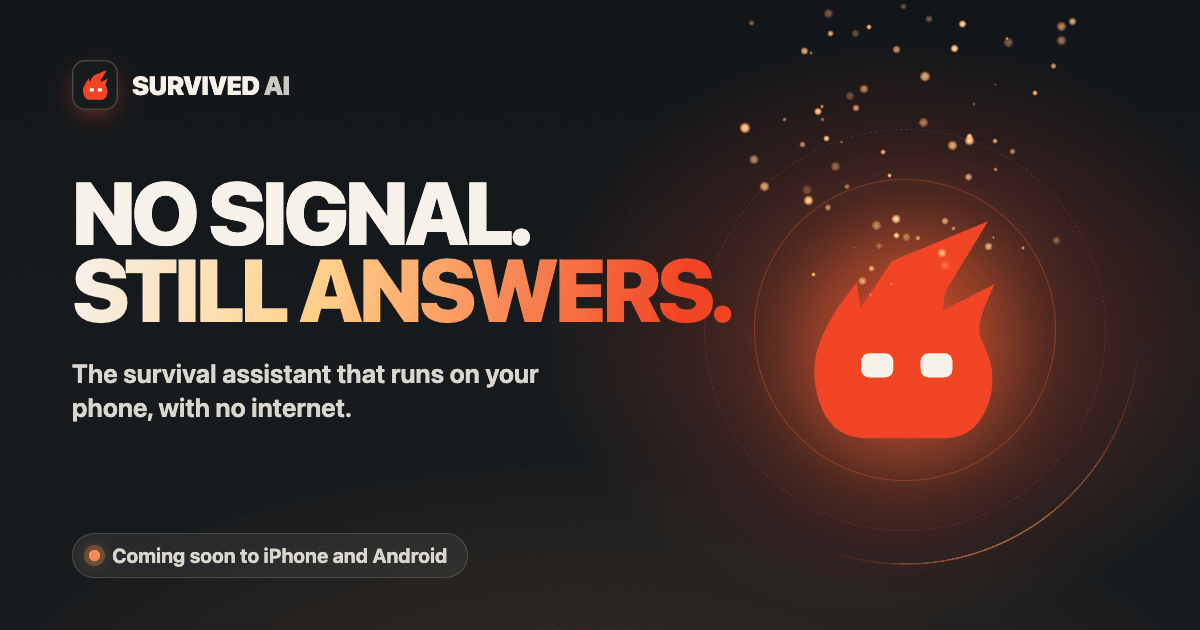 SURVIVED AI
NO SIGNAL.
STILL ANSWERS.
The survival assistant that runs on your
phone, with no internet.
Coming soon to iPhone and Android